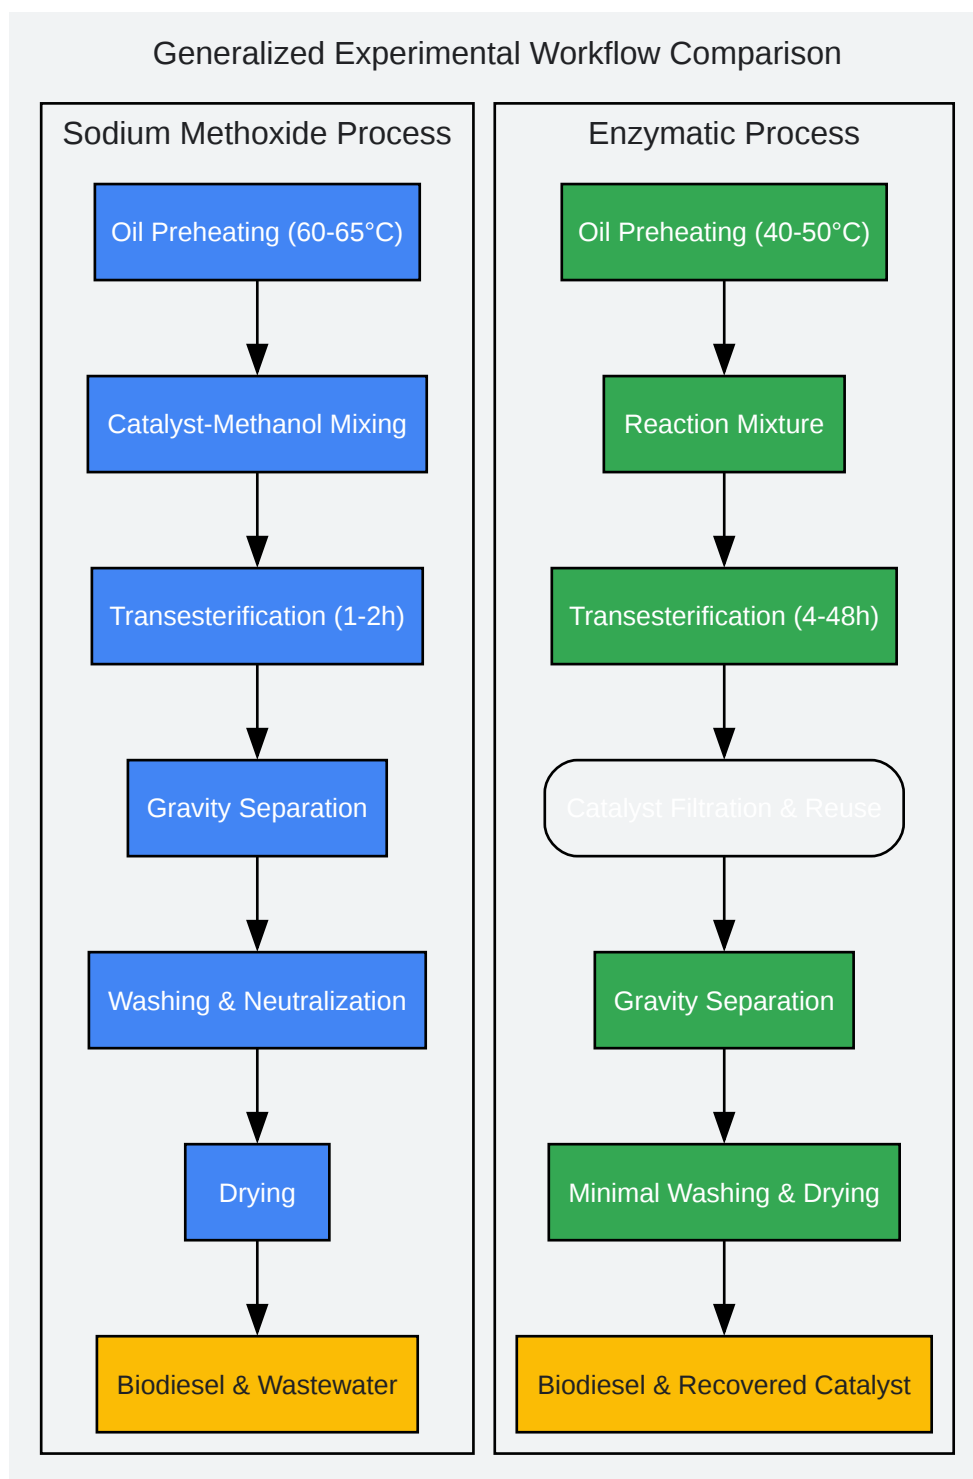 Generalized Experimental Workflow Comparison
Sodium Methoxide Process
Oil Preheating (60-65°C)
Catalyst-Methanol Mixing
Transesterification (1-2h)
Gravity Separation
Washing & Neutralization
Drying
Biodiesel & Wastewater
Enzymatic Process
Oil Preheating (40-50°C)
Reaction Mixture
Transesterification (4-48h)
Catalyst Filtration & Reuse
Gravity Separation
Minimal Washing & Drying
Biodiesel & Recovered Catalyst